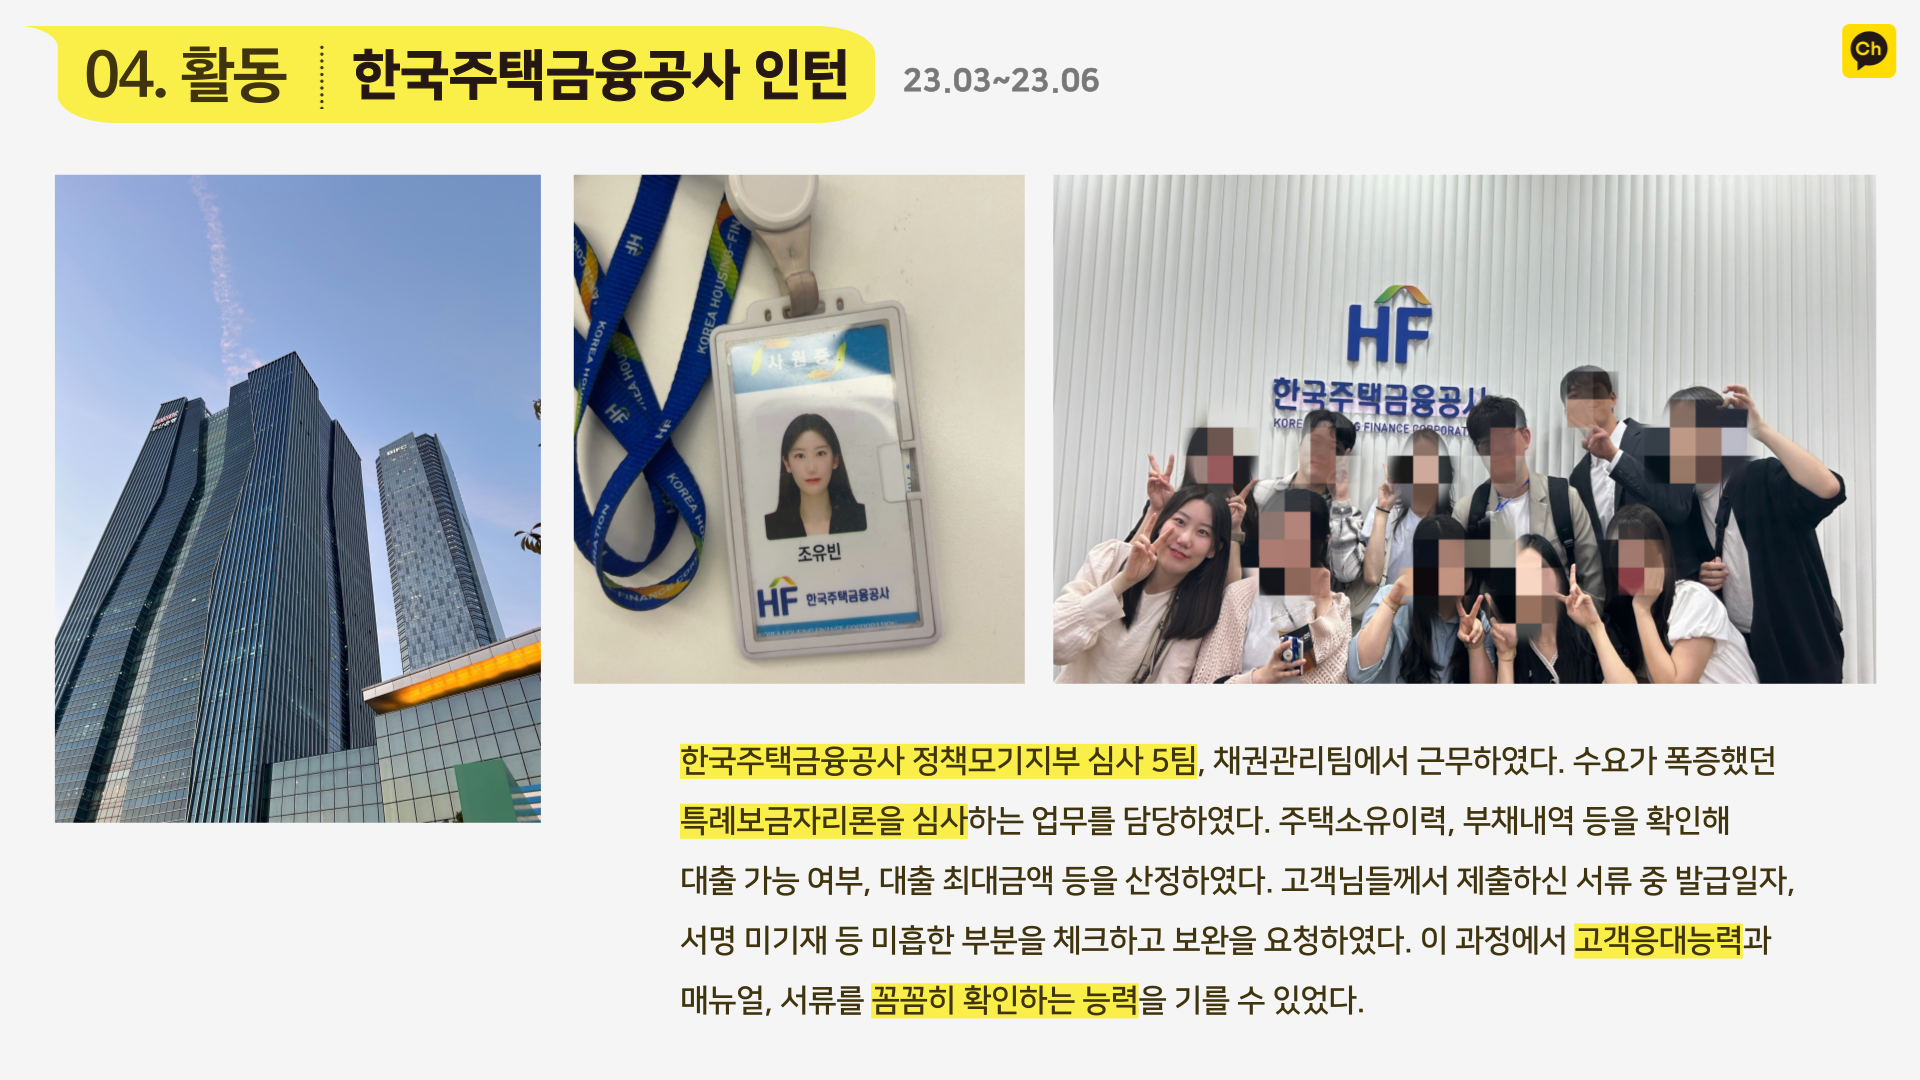 04. 활동
한국주택금융공사 인턴
23.03~23.06
Ch
BIFC
KOREA HOUSING-FIN
KOREA HOU
KOREA HO
FINANCE CO
HF
HF
HF
사원증
조유빈
HF 한국주택금융공사
HF
한국주택금융공사
한국주택금융공사 정책모기지부 심사 5팀, 채권관리팀에서 근무하였다. 수요가 폭증했던
특례보금자리론을 심사하는 업무를 담당하였다. 주택소유이력, 부채내역 등을 확인해
대출 가능 여부, 대출 최대금액 등을 산정하였다. 고객님들께서 제출하신 서류 중 발급일자,
서명 미기재 등 미흡한 부분을 체크하고 보완을 요청하였다. 이 과정에서 고객응대능력과
매뉴얼, 서류를 꼼꼼히 확인하는 능력을 기를 수 있었다.